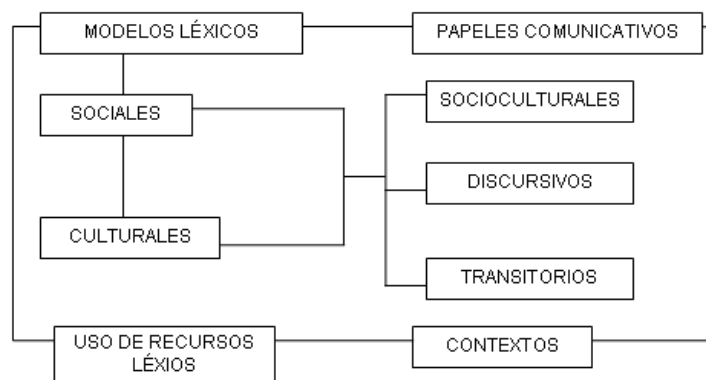 MODELOS LÉXICOS
PAPELES COMUNICATIVOS
SOCIALES
SOCIOCULTURALES
DISCURSIVOS
CULTURALES
TRANSITORIOS
USO DE RECURSOS
LÉXIOS
CONTEXTOS